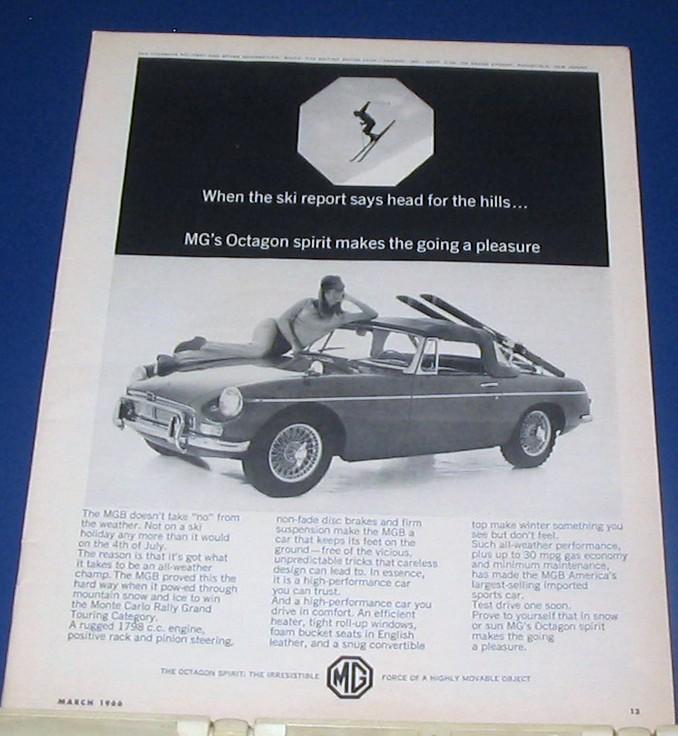 When the ski report says head for the hills...
MG's Octagon spirit makes the going a pleasure
The MGB doesn't take "no" from
the weather. Not on a ski
holiday any more than it would
on the 4th of July.
The reason is that it's got what
it takes to be an all-weather
champ. The MGB proved this the
hard way when it pow-ed through
mountain snow and ice to win
the Monte Carlo Rally Grand
Touring Category.
A rugged 1798 c.c. engine,
positive rack and pinion steering,
non-fade disc brakes and firm
suspension make the MGB a
car that keeps its feet on the
ground—free of the vicious,
unpredictable tricks that careless
design can lead to. In essence,
it is a high-performance car
you can trust.
And a high-performance car you
drive in comfort. An efficient
heater, tight roll-up windows,
foam bucket seats in English
leather, and a snug convertible
top make winter something you
see but don't feel.
Such all-weather performance,
plus up to 30 mpg gas economy
and minimum maintenance,
has made the MGB America's
largest-selling imported
sports car.
Test drive one soon.
Prove to yourself that in snow
or sun MG's Octagon spirit
makes the going
a pleasure.
THE OCTAGON SPIRIT: THE IRRESISTIBLE MG FORCE OF A HIGHLY MOVABLE OBJECT
MARCH 1966
13